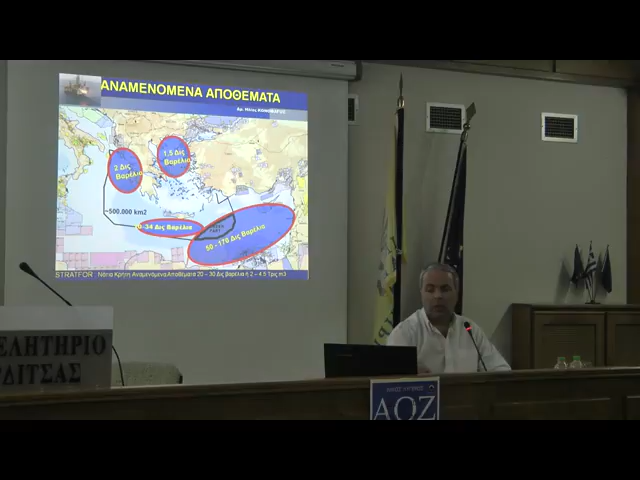 ΑΝΑΜΕΝΟΜΕΝΑ ΑΠΟΘΕΜΑΤΑ
2 Δις
Βαρέλια
1,5 Δις
Βαρέλια
~500.000 km2
34 Δις Βαρέλια
50 - 170 Δις Βαρέλια
STRATFOR : Νότια Κρήτη Αναμενόμενα Αποθέματα 20 – 30 Δις βαρέλια ή 2 – 4.5 Τρις m3
ΕΛΗΤΗΡΙΟ
ΡΔΙΤΣΑΣ
ΑΟΖ